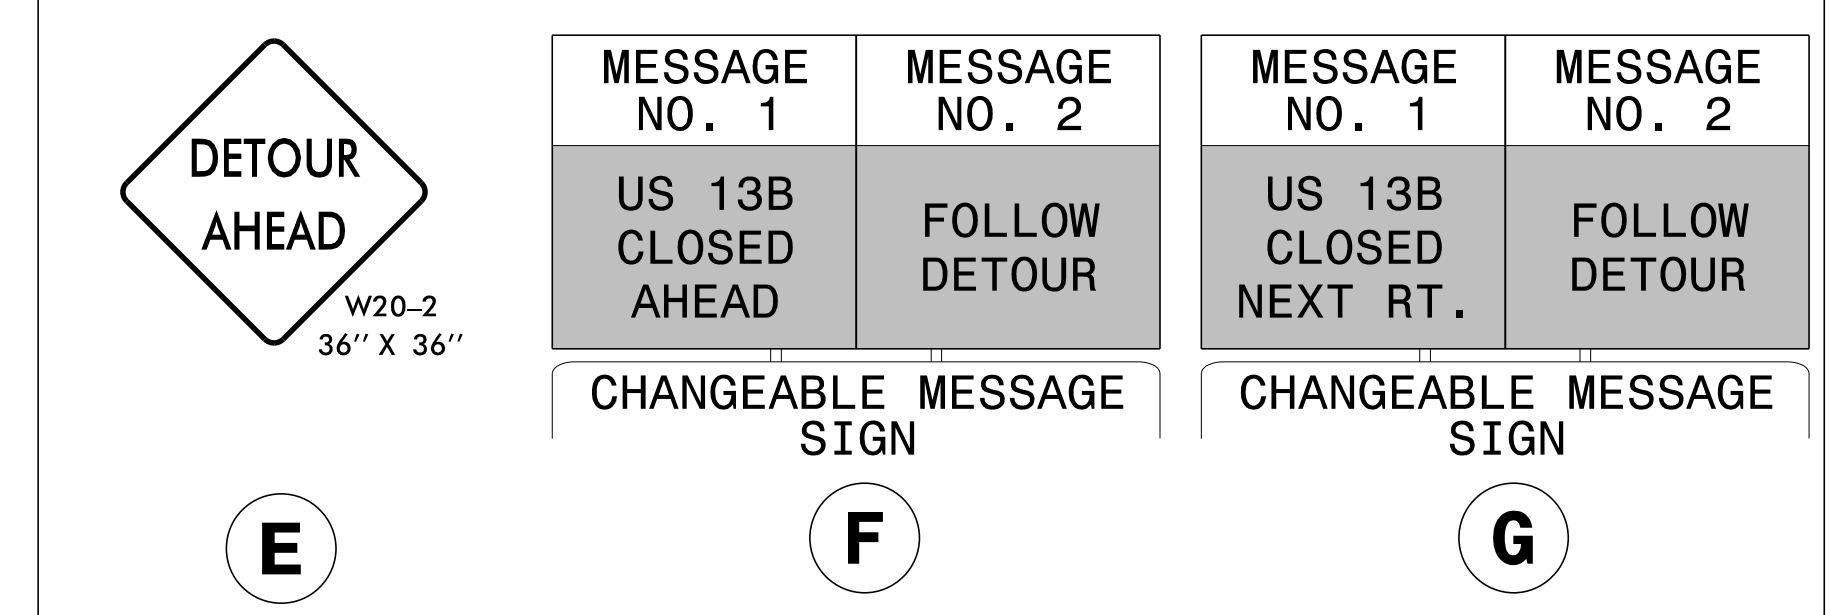 DETOUR
AHEAD
W20–2
36″ X 36″
E
MESSAGE
NO. 1
MESSAGE
NO. 2
US 13B
CLOSED
AHEAD
FOLLOW
DETOUR
CHANGEABLE MESSAGE
SIGN
F
MESSAGE
NO. 1
MESSAGE
NO. 2
US 13B
CLOSED
NEXT RT.
FOLLOW
DETOUR
CHANGEABLE MESSAGE
SIGN
G